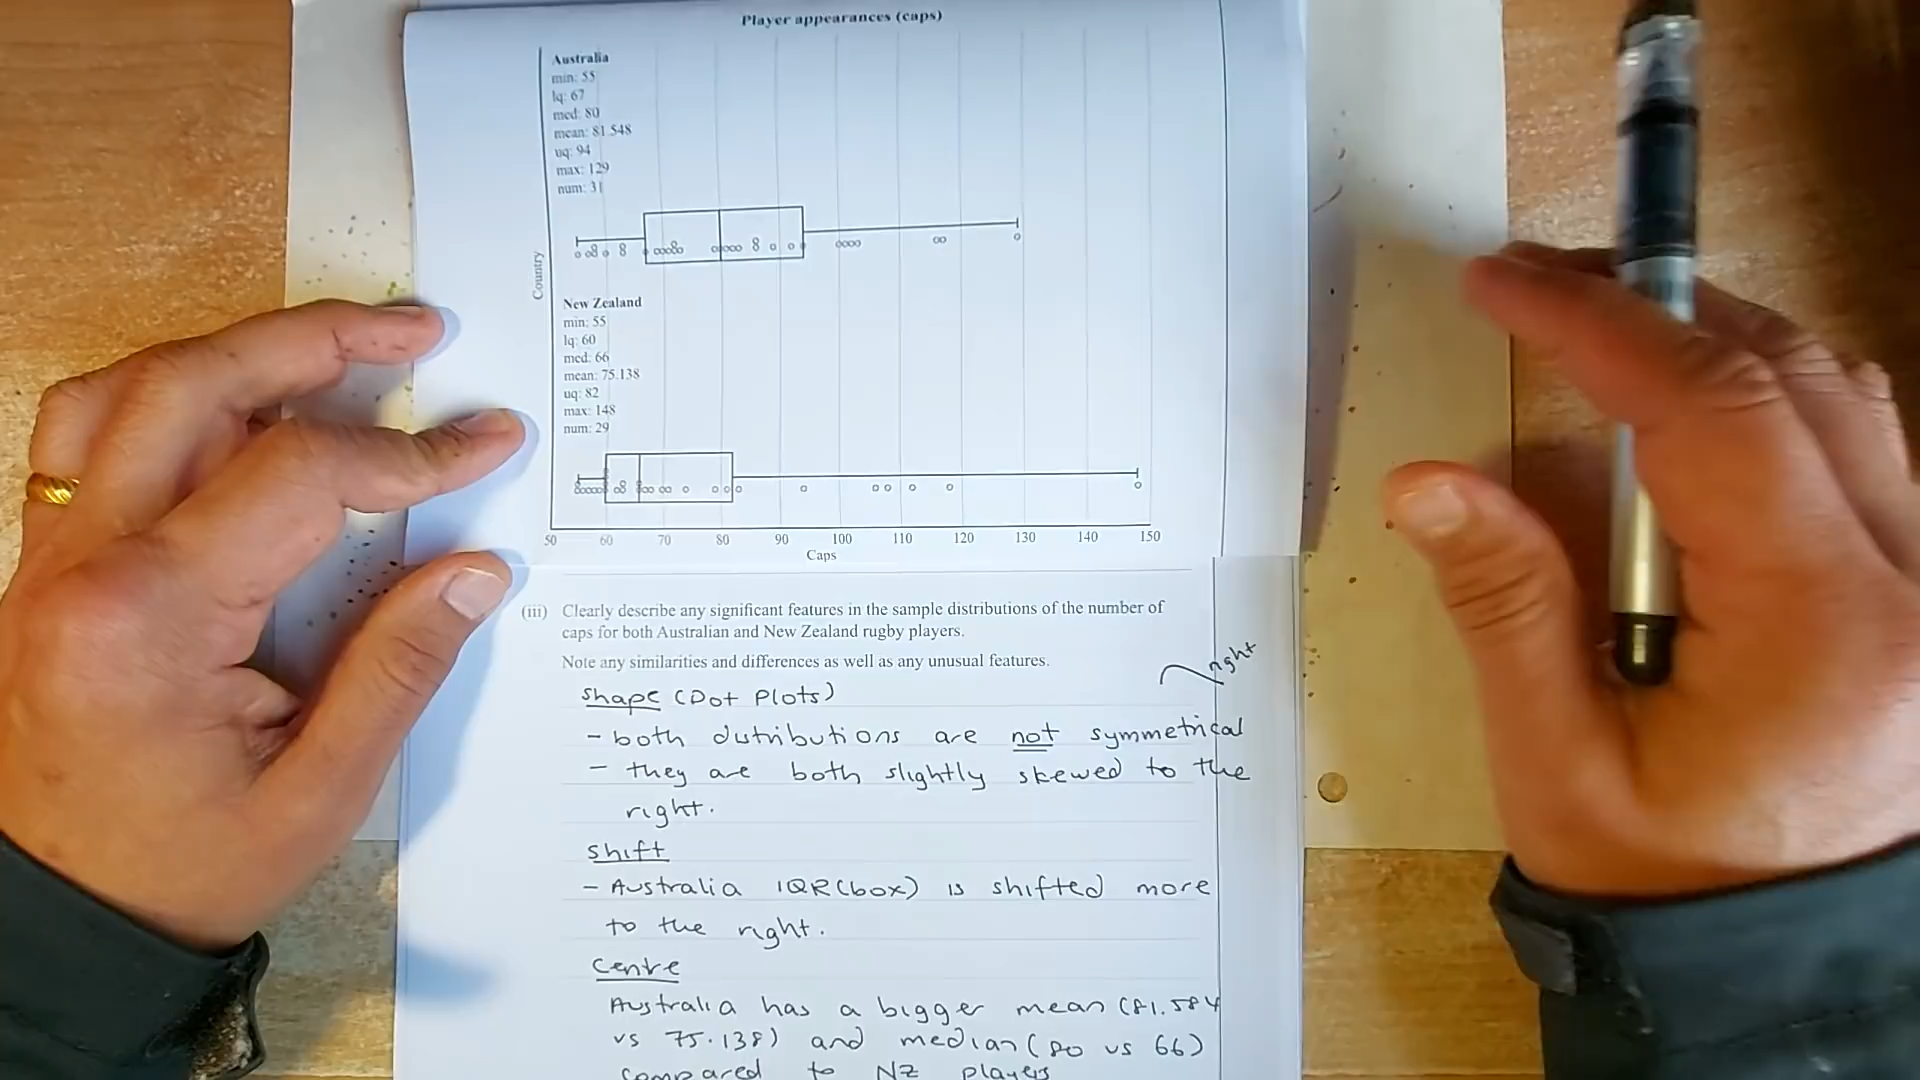 Player appearances (caps)
Australia
min: 55
lq: 67
med: 80
mean: 81.548
uq: 94
max: 129
num: 31
Country
New Zealand
min: 55
lq: 60
med: 66
mean: 75.138
uq: 82
max: 148
num: 29
50 60 70 80 90 100 110 120 130 140 150
Caps
(iii) Clearly describe any significant features in the sample distributions of the number of
caps for both Australian and New Zealand rugby players.
Note any similarities and differences as well as any unusual features.
right
Shape (Dot Plots)
- both distributions are not symmetrical
- they are both slightly skewed to the
right.
Shift
- Australia IQR(box) is shifted more
to the right.
Centre
Australia has a bigger mean (81.584
vs 75.138) and median (80 vs 66)
compared to NZ players